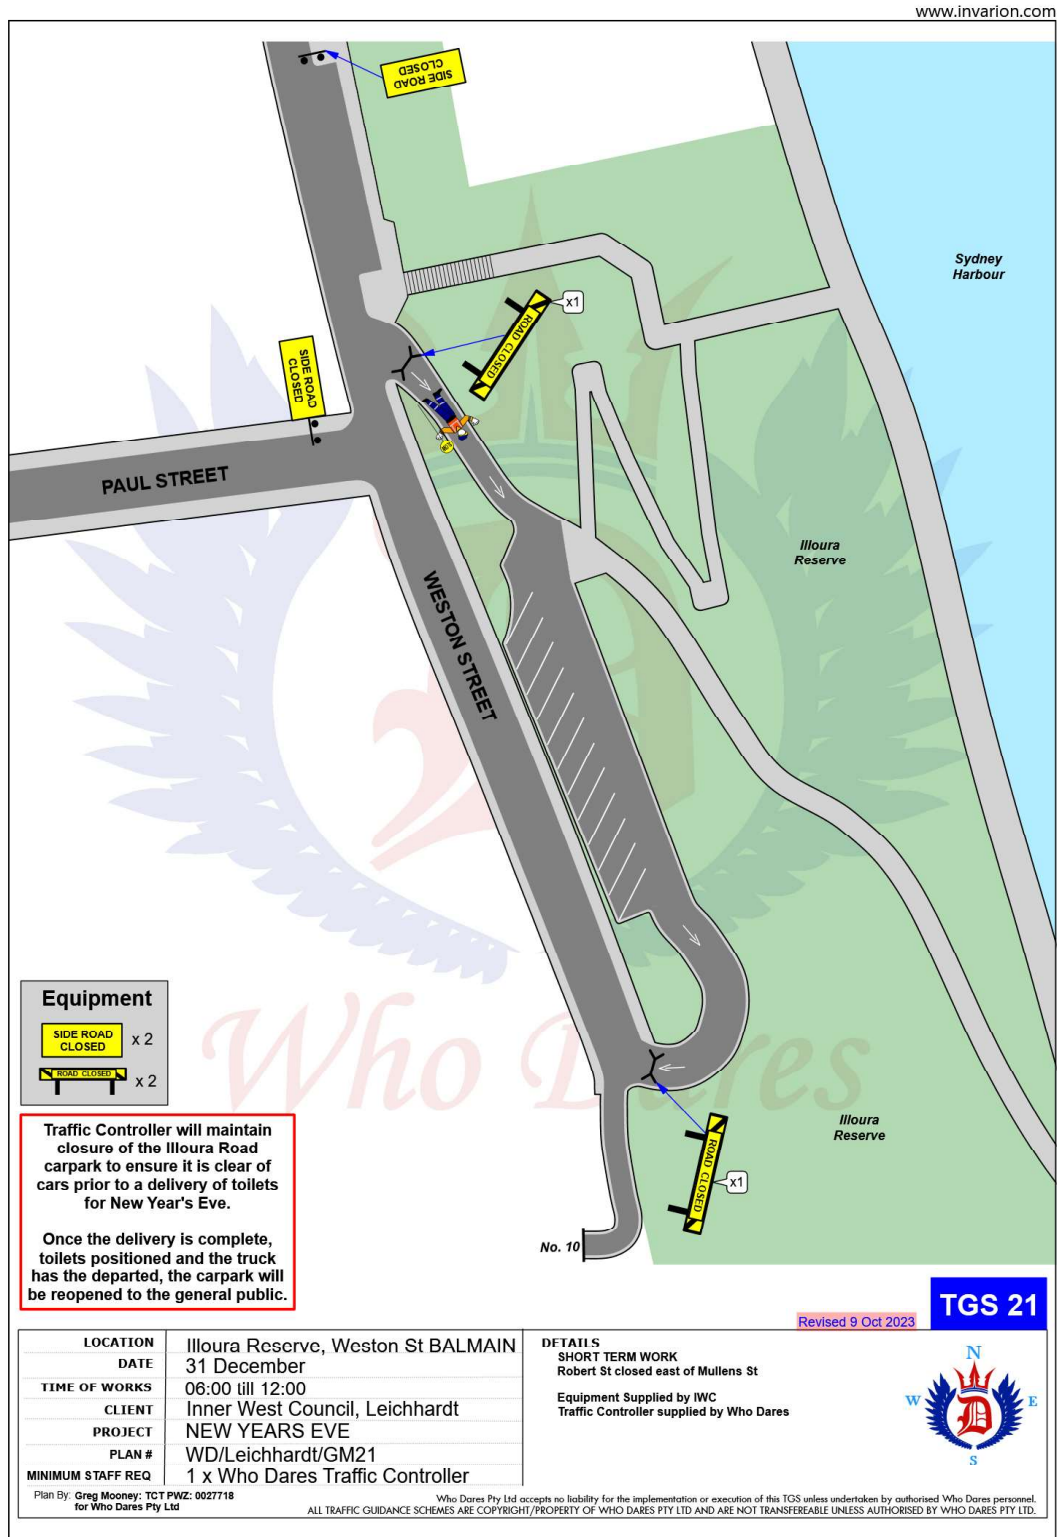 www.invarion.com
SIDE ROAD
CLOSED
Sydney
Harbour
x1
ROAD CLOSED
SIDE ROAD
CLOSED
PAUL STREET
Illoura
Reserve
WESTON STREET
Equipment
SIDE ROAD
CLOSED
x 2
ROAD CLOSED
x 2
Who Dares
Traffic Controller will maintain
closure of the Illoura Road
carpark to ensure it is clear of
cars prior to a delivery of toilets
for New Year's Eve.
Once the delivery is complete,
toilets positioned and the truck
has the departed, the carpark will
be reopened to the general public.
Illoura
Reserve
ROAD CLOSED
x1
No. 10
TGS 21
Revised 9 Oct 2023
LOCATION Illoura Reserve, Weston St BALMAIN
DATE 31 December
TIME OF WORKS 06:00 till 12:00
CLIENT Inner West Council, Leichhardt
PROJECT NEW YEARS EVE
PLAN # WD/Leichhardt/GM21
MINIMUM STAFF REQ 1 x Who Dares Traffic Controller
DETAILS
SHORT TERM WORK
Robert St closed east of Mullens St
Equipment Supplied by IWC
Traffic Controller supplied by Who Dares
N
W
E
D
S
Plan By: Greg Mooney: TCT PWZ: 0027718
for Who Dares Pty Ltd
Who Dares Pty Ltd accepts no liability for the implementation or execution of this TGS unless undertaken by authorised Who Dares personnel.
ALL TRAFFIC GUIDANCE SCHEMES ARE COPYRIGHT/PROPERTY OF WHO DARES PTY LTD AND ARE NOT TRANSFEREABLE UNLESS AUTHORISED BY WHO DARES PTY LTD.